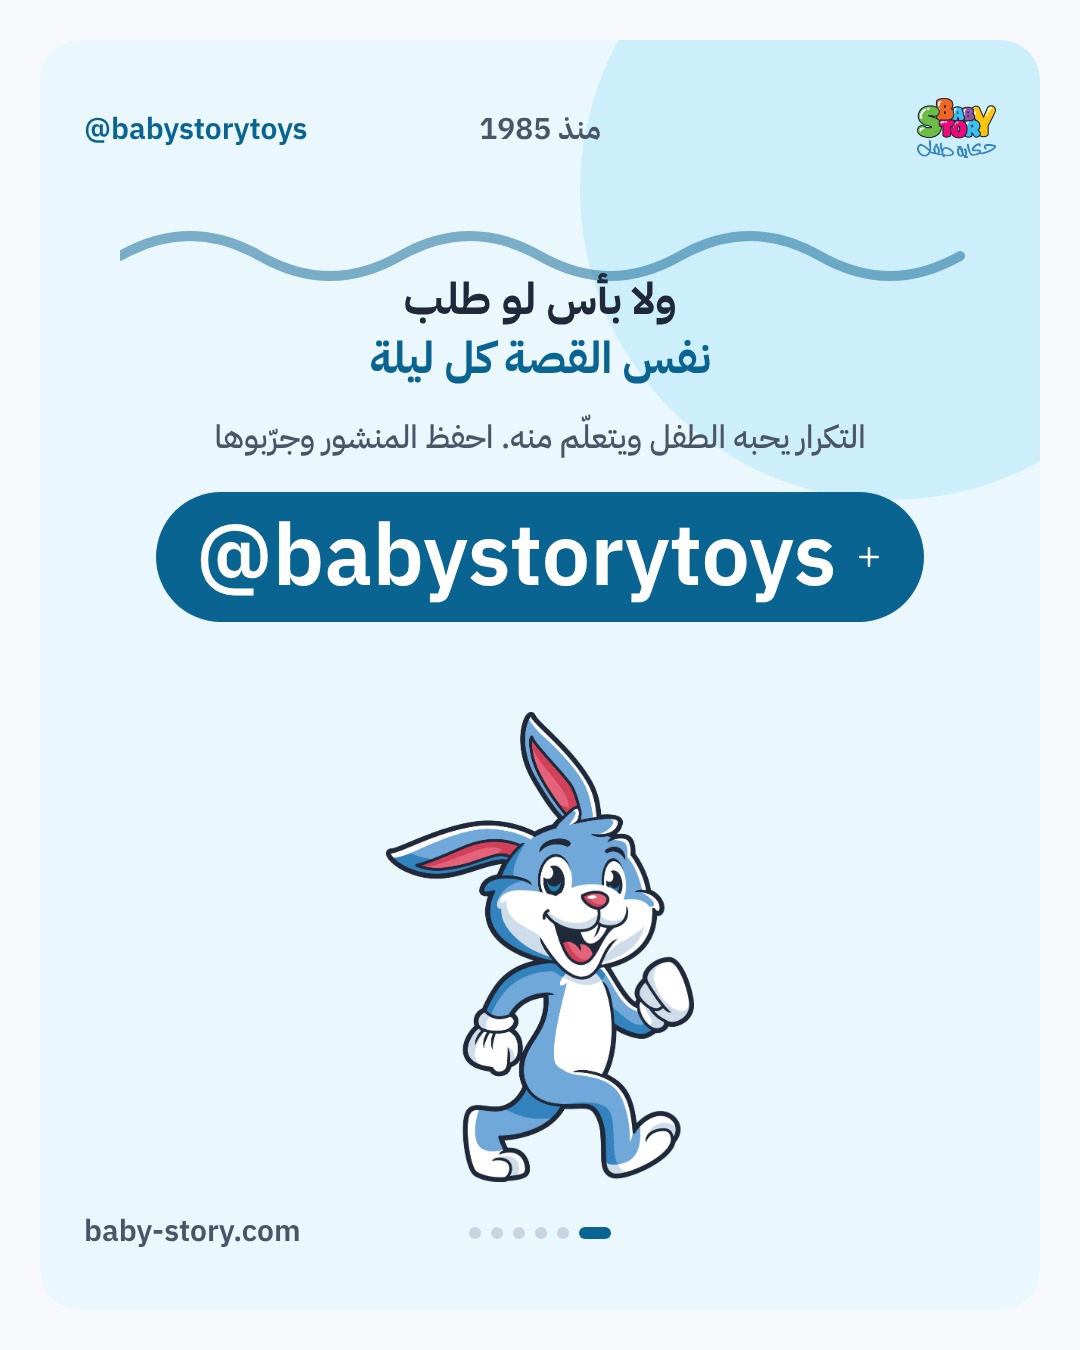 @babystorytoys
منذ 1985
BABY STORY
حكاية طفل
ولا بأس لو طلب
نفس القصة كل ليلة
التكرار يحبه الطفل ويتعلّم منه. احفظ المنشور وجرّبوها
@babystorytoys +
baby-story.com